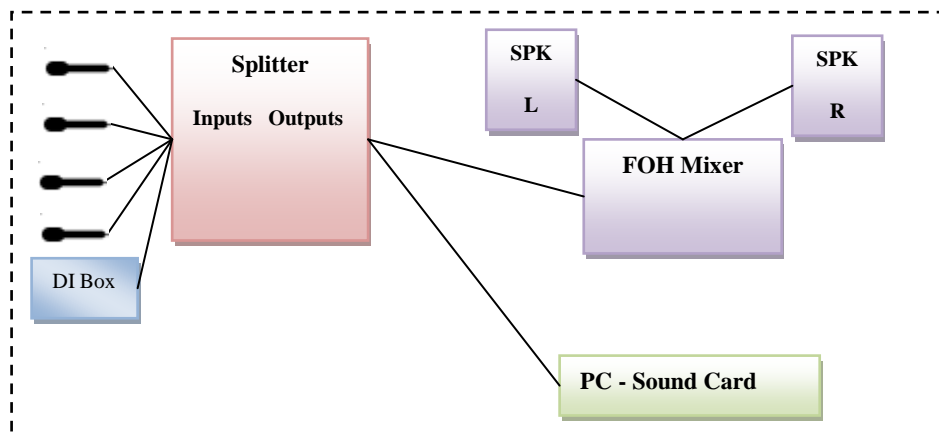 Splitter
Inputs Outputs
SPK
L
SPK
R
FOH Mixer
DI Box
PC - Sound Card